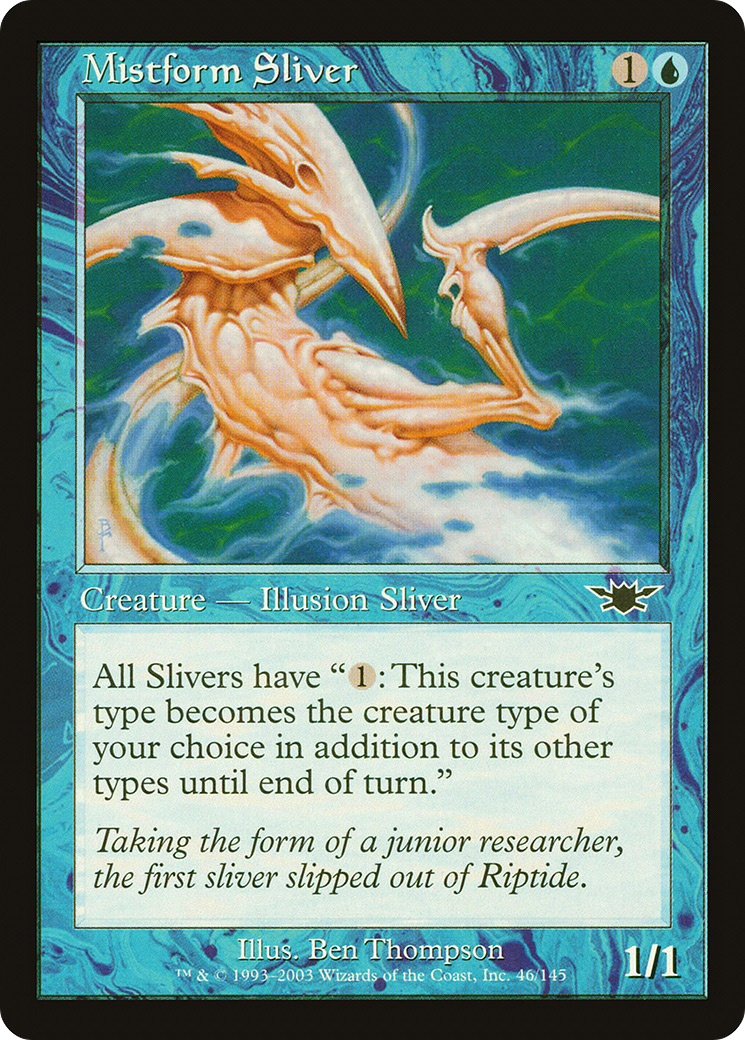 Mistform Sliver 1
Creature — Illusion Sliver
All Slivers have “1: This creature’s
type becomes the creature type of
your choice in addition to its other
types until end of turn.”
Taking the form of a junior researcher,
the first sliver slipped out of Riptide.
Illus. Ben Thompson
™ & © 1993–2003 Wizards of the Coast, Inc. 46/145
1/1